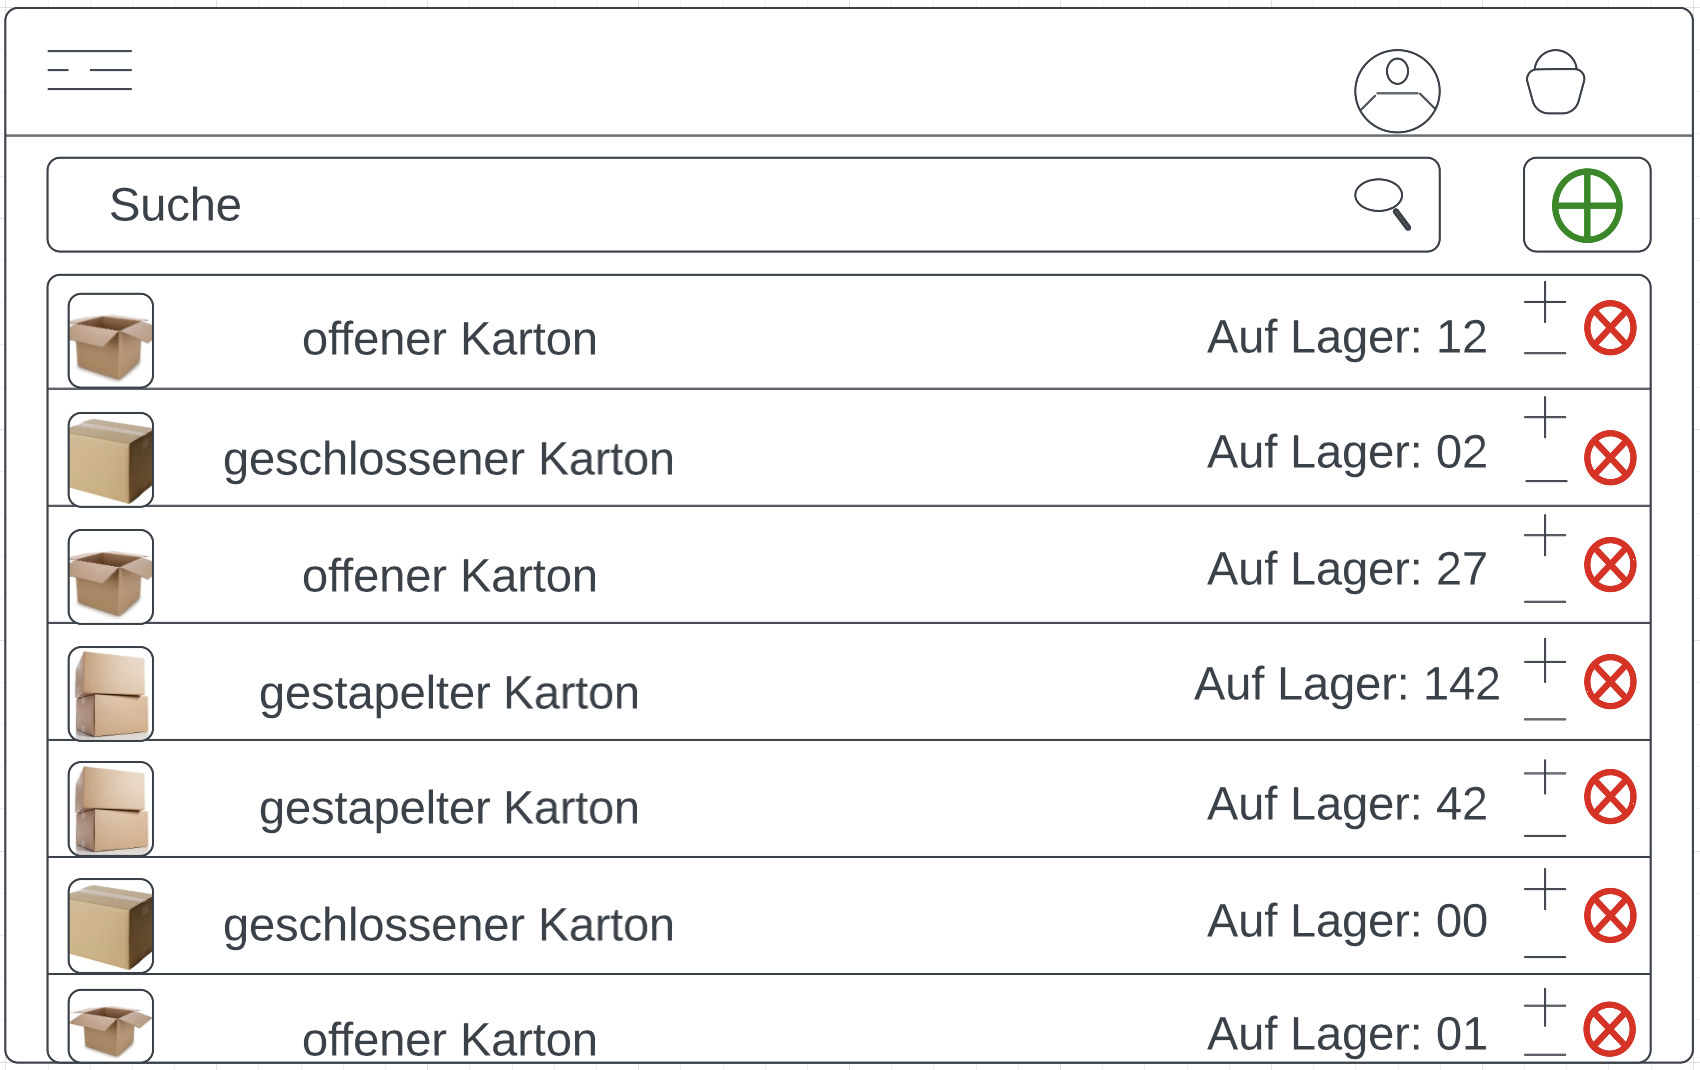 Suche
offener Karton Auf Lager: 12
geschlossener Karton Auf Lager: 02
offener Karton Auf Lager: 27
gestapelter Karton Auf Lager: 142
gestapelter Karton Auf Lager: 42
geschlossener Karton Auf Lager: 00
offener Karton Auf Lager: 01